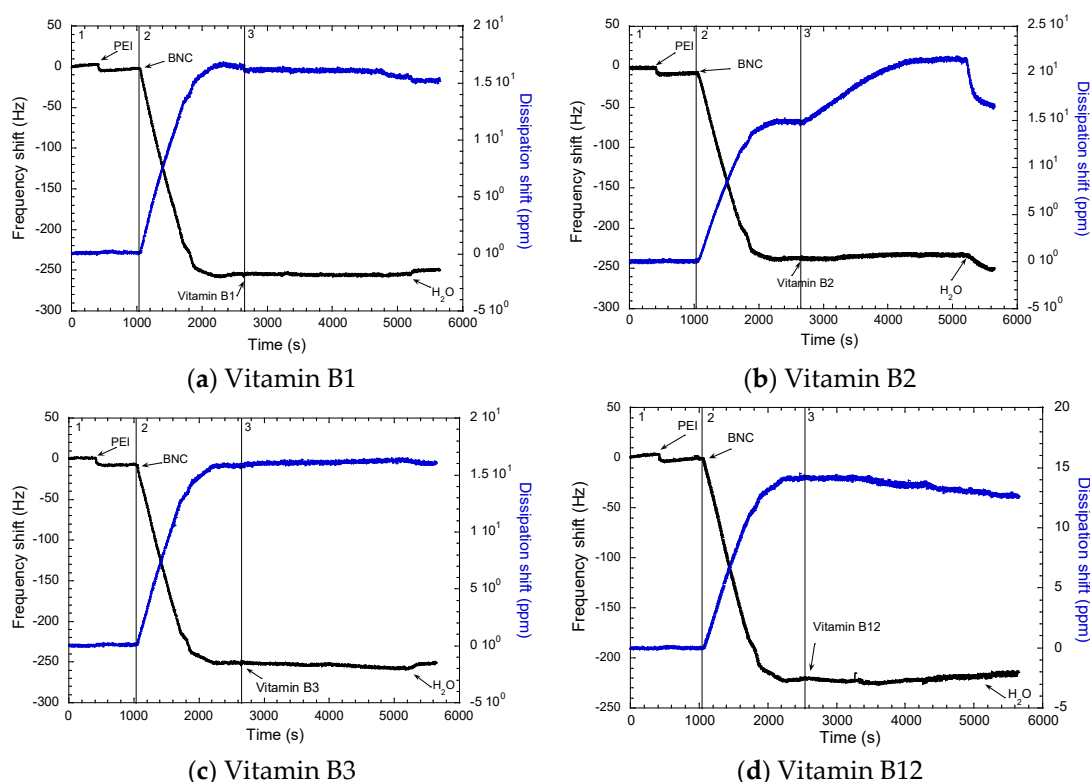 50
0
-50
-100
-150
-200
-250
-300
Frequency shift (Hz)
1
2
3
PEI
BNC
Vitamin B1
H2O
2 10^1
1.5 10^1
1 10^1
5 10^0
0 10^0
-5 10^0
Dissipation shift (ppm)
0 1000 2000 3000 4000 5000 6000
Time (s)
(a) Vitamin B1
100
50
0
-50
-100
-150
-200
-250
-300
Frequency shift (Hz)
1
2
3
PEI
BNC
Vitamin B2
H2O
2.5 10^1
2 10^1
1.5 10^1
1 10^1
5 10^0
0 10^0
-5 10^0
Dissipation shift (ppm)
0 1000 2000 3000 4000 5000 6000
Time (s)
(b) Vitamin B2
50
0
-50
-100
-150
-200
-250
-300
Frequency shift (Hz)
1
2
3
PEI
BNC
Vitamin B3
H2O
2 10^1
1.5 10^1
1 10^1
5 10^0
0 10^0
-5 10^0
Dissipation shift (ppm)
0 1000 2000 3000 4000 5000 6000
Time (s)
(c) Vitamin B3
50
0
-50
-100
-150
-200
-250
Frequency shift (Hz)
1
2
3
PEI
BNC
Vitamin B12
H2O
20
15
10
5
0
-5
Dissipation shift (ppm)
0 1000 2000 3000 4000 5000 6000
Time (s)
(d) Vitamin B12